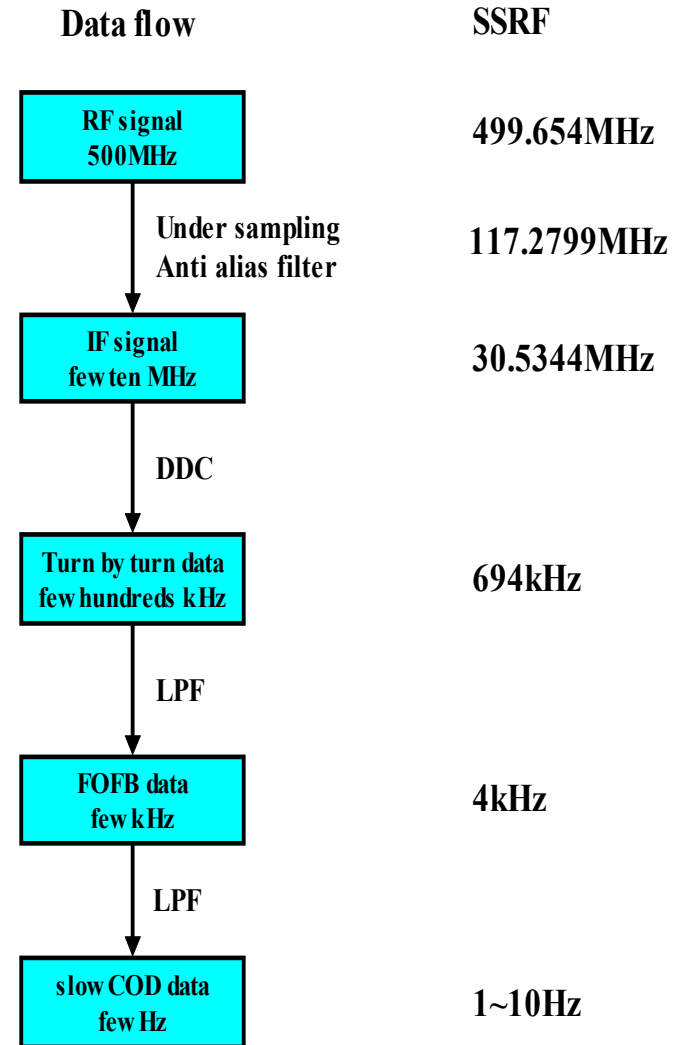 Data flow
SSRF
RF signal
500MHz
499.654MHz
Under sampling
Anti alias filter
117.2799MHz
IF signal
few ten MHz
30.5344MHz
DDC
Turn by turn data
few hundreds kHz
694kHz
LPF
FOFB data
few kHz
4kHz
LPF
slow COD data
few Hz
1~10Hz